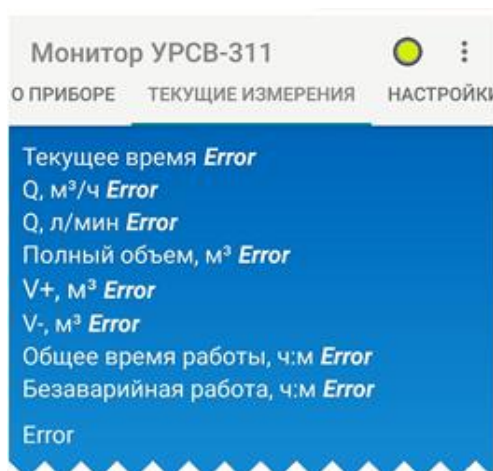 Монитор УРСВ-311
О ПРИБОРЕ ТЕКУЩИЕ ИЗМЕРЕНИЯ НАСТРОЙКИ
Текущее время Error
Q, м³/ч Error
Q, л/мин Error
Полный объем, м³ Error
V+, м³ Error
V-, м³ Error
Общее время работы, ч:м Error
Безаварийная работа, ч:м Error
Error